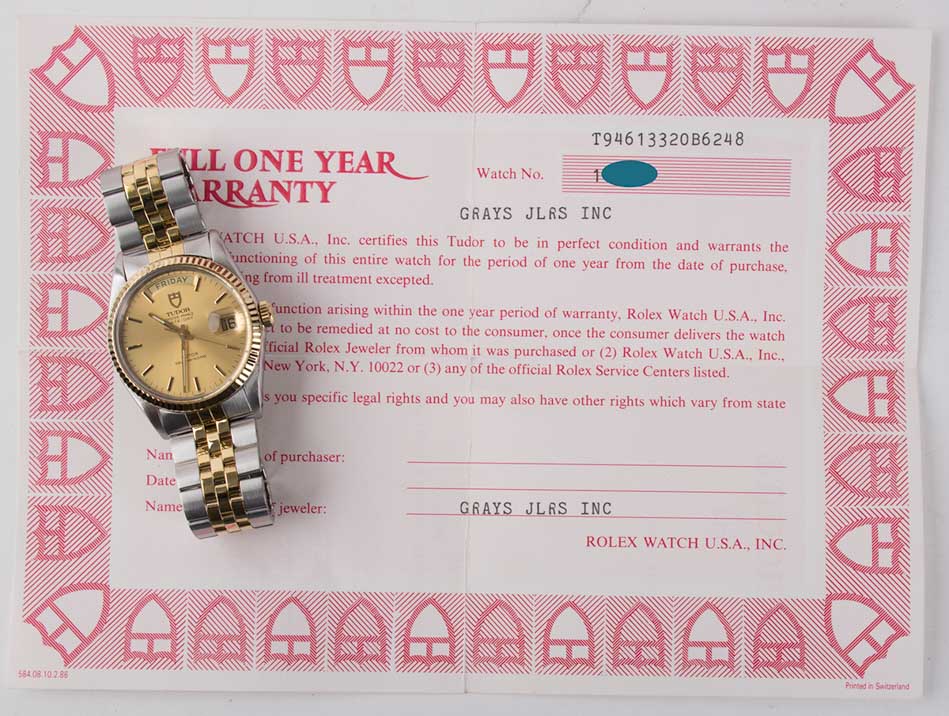 T94613320B6248
FULL ONE YEAR
WARRANTY
Watch No.
1
GRAYS JLRS INC
WATCH U.S.A., Inc. certifies this Tudor to be in perfect condition and warrants the
functioning of this entire watch for the period of one year from the date of purchase,
from ill treatment excepted.
arising within the one year period of warranty, Rolex Watch U.S.A., Inc.
to be remedied at no cost to the consumer, once the consumer delivers the watch
Official Rolex Jeweler from whom it was purchased or (2) Rolex Watch U.S.A., Inc.,
New York, N.Y. 10022 or (3) any of the official Rolex Service Centers listed.
s you specific legal rights and you may also have other rights which vary from state
of purchaser:
Date
Name
jeweler:
GRAYS JLRS INC
ROLEX WATCH U.S.A., INC.
584.08.10.2.86
Printed in Switzerland
FRIDAY
TUDOR
16